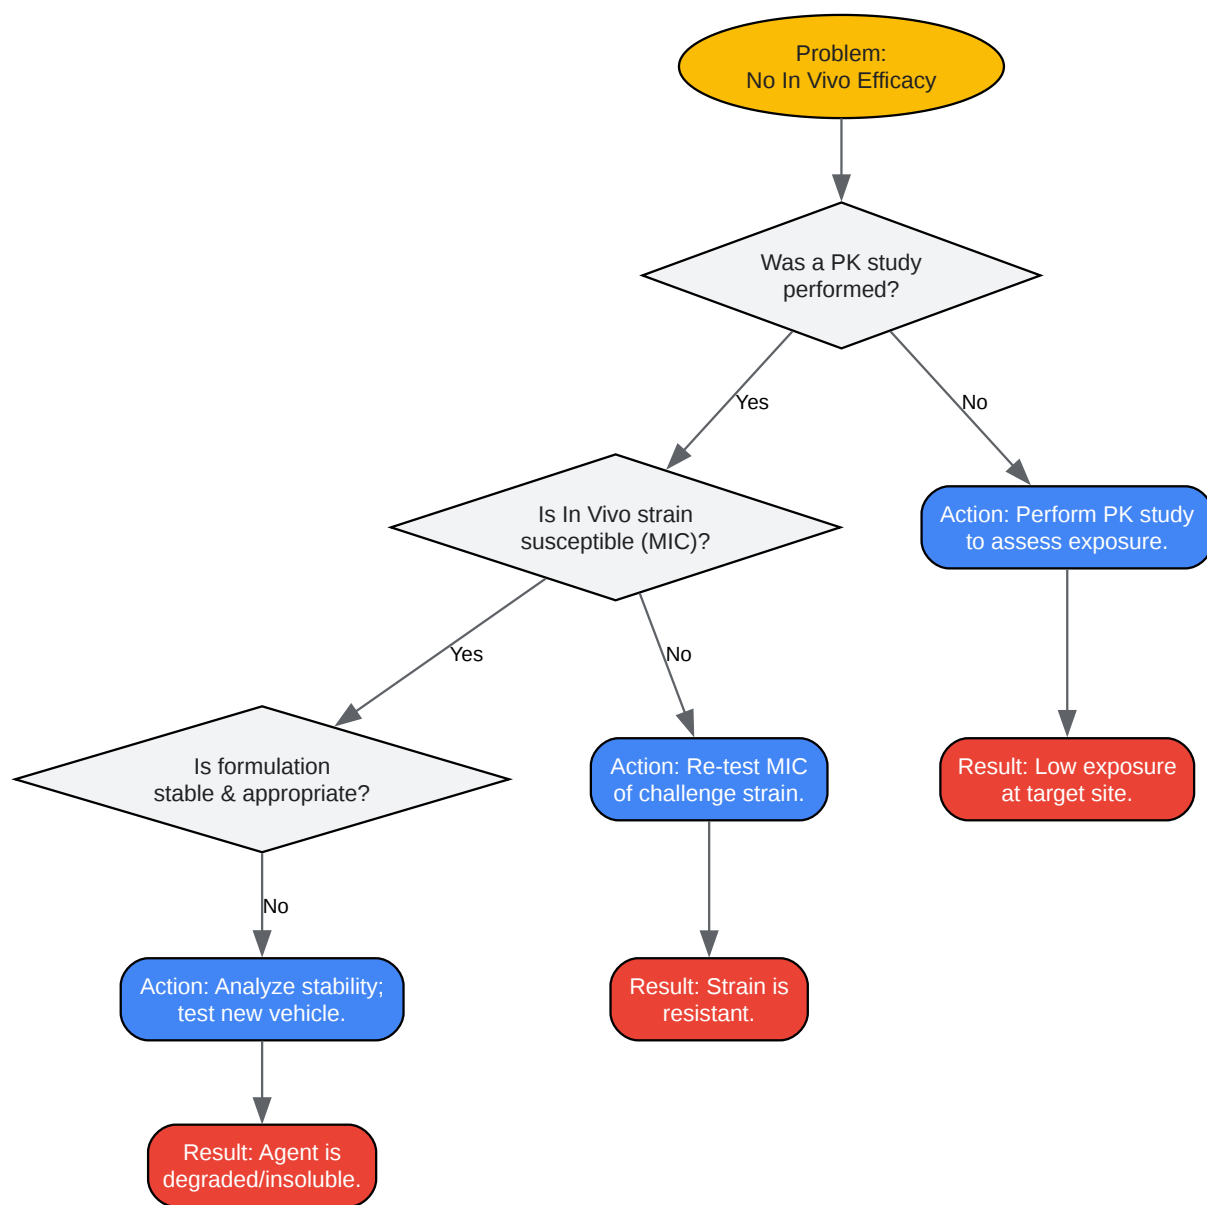 Problem:
No In Vivo Efficacy
Was a PK study
performed?
Yes
No
Is In Vivo strain
susceptible (MIC)?
Action: Perform PK study
to assess exposure.
Yes
No
Is formulation
stable & appropriate?
Action: Re-test MIC
of challenge strain.
Result: Low exposure
at target site.
No
Action: Analyze stability;
test new vehicle.
Result: Strain is
resistant.
Result: Agent is
degraded/insoluble.